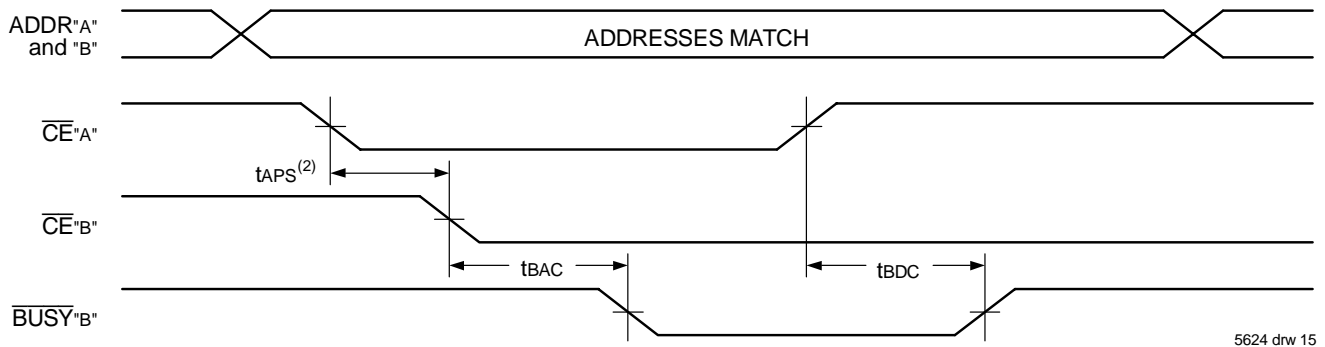 ADDR"A"
and "B"
ADDRESSES MATCH
CE"A"
tAPS(2)
CE"B"
tBAC
tBDC
BUSY"B"
5624 drw 15